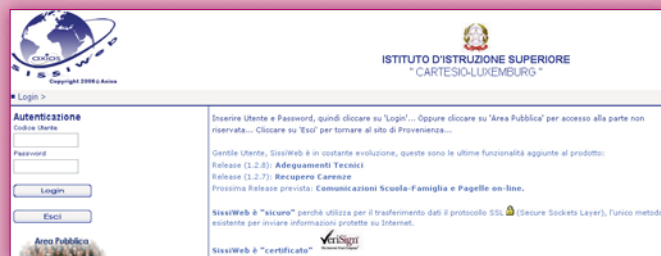 axios
SISSIWEB
Copyright 2006 © Axios
ISTITUTO D'ISTRUZIONE SUPERIORE
" CARTESIO-LUXEMBURG "
Login >
Autenticazione
Codice Utente
Password
Login
Esci
Area Pubblica
Inserire Utente e Password, quindi cliccare su 'Login'... Oppure cliccare su 'Area Pubblica' per accesso alla parte non
riservata... Cliccare su 'Esci' per tornare al sito di Provenienza...
Gentile Utente, SissiWeb è in costante evoluzione, queste sono le ultime funzionalità aggiunte al prodotto:
Release (1.2.8): Adeguamenti Tecnici
Release (1.2.7): Recupero Carenze
Prossima Release prevista: Comunicazioni Scuola-Famiglia e Pagelle on-line.
SissiWeb è "sicuro" perchè utilizza per il trasferimento dati il protocollo SSL (Secure Sockets Layer), l'unico metodo
esistente per inviare informazioni protette su Internet.
SissiWeb è "certificato" VeriSign